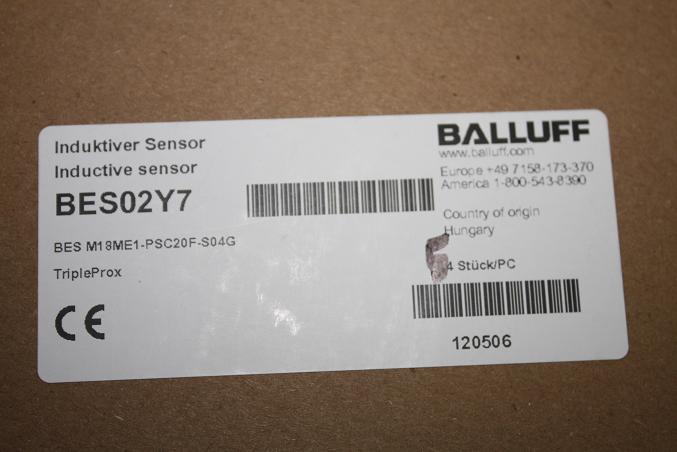 Induktiver Sensor
Inductive sensor
BES02Y7
BES M18ME1-PSC20F-S04G
TripleProx
CE
BALLUFF
www.balluff.com
Europe +49 7158-173-370
America 1-800-543-8390
Country of origin
Hungary
4 Stück/PC
120506